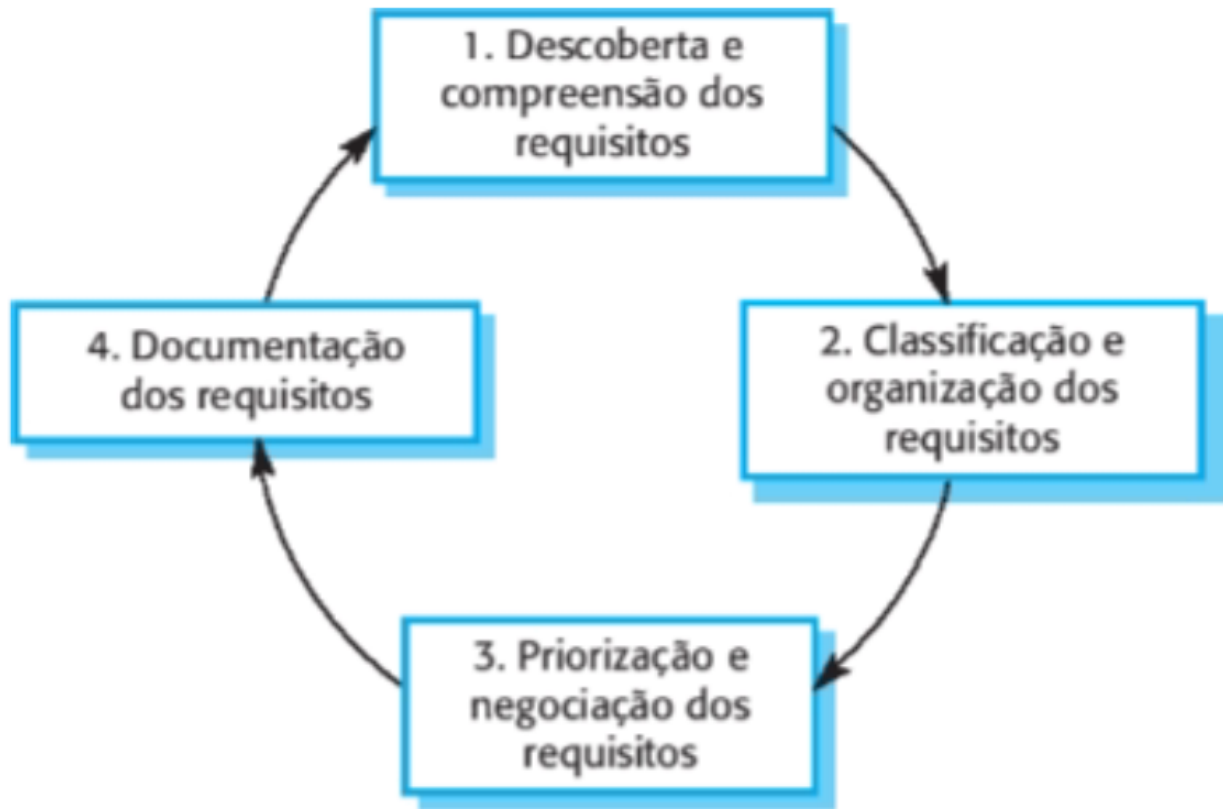 1. Descoberta e
compreensão dos
requisitos
2. Classificação e
organização dos
requisitos
3. Priorização e
negociação dos
requisitos
4. Documentação
dos requisitos